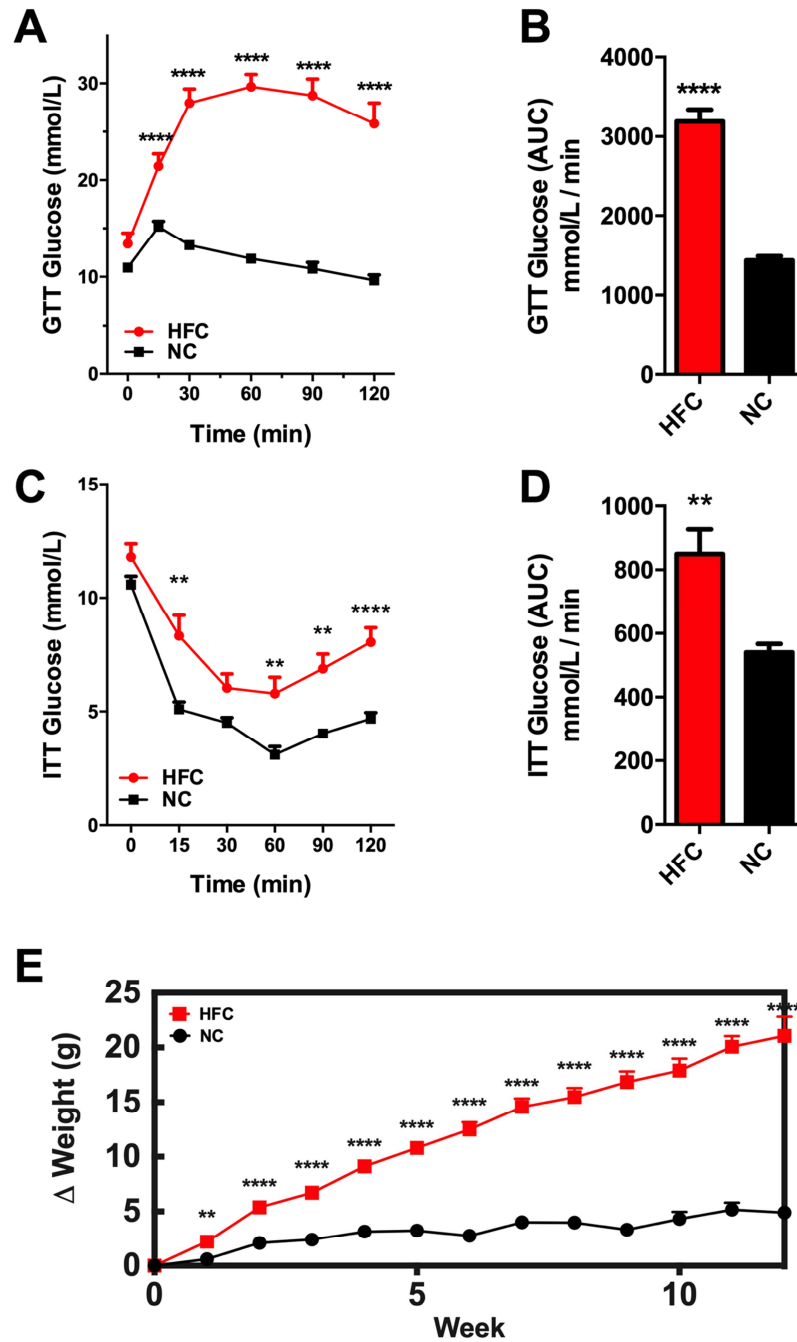 A
GTT Glucose (mmol/L)
30
20
10
0
****
****
****
****
****
HFC
NC
0 30 60 90 120
Time (min)
B
GTT Glucose (AUC)
mmol/L / min
4000
3000
2000
1000
0
****
HFC NC
C
ITT Glucose (mmol/L)
15
10
5
0
**
**
**
****
HFC
NC
0 15 30 60 90 120
Time (min)
D
ITT Glucose (AUC)
mmol/L / min
1000
800
600
400
200
0
**
HFC NC
E
Δ Weight (g)
25
20
15
10
5
0
HFC
NC
**
****
****
****
****
****
****
****
****
****
****
****
0 5 10
Week